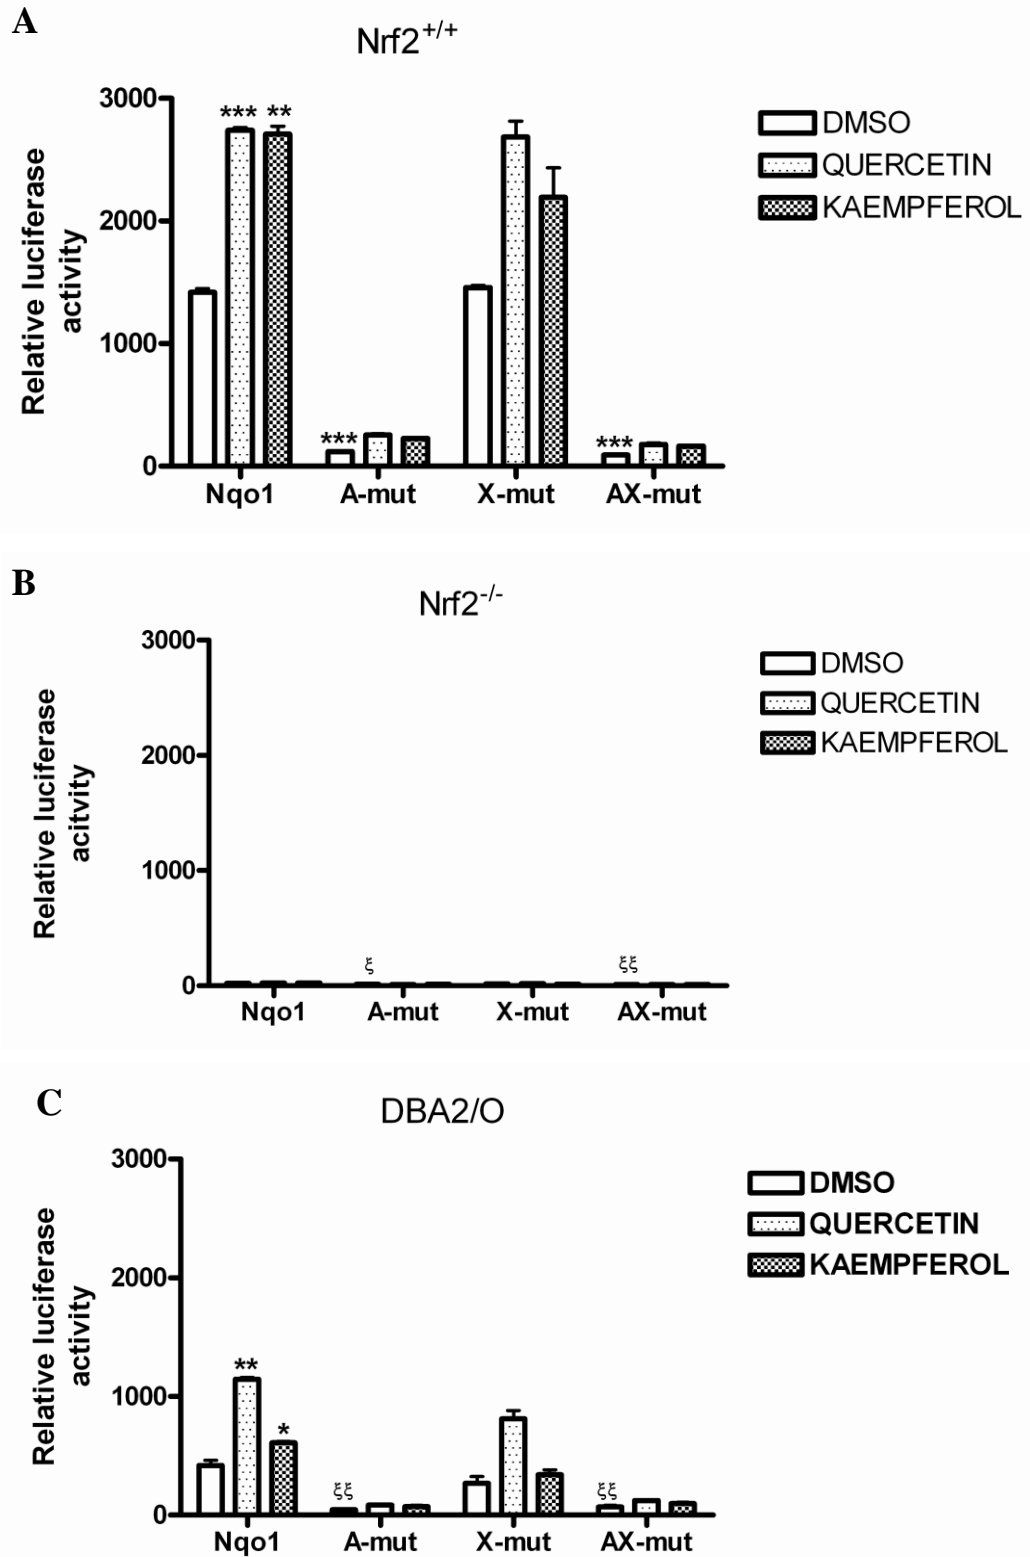 A
Nrf2+/+
3000
2000
1000
0
Relative luciferase
activity
*** **
***
***
Nqo1 A-mut X-mut AX-mut
DMSO
QUERCETIN
KAEMPFEROL
B
Nrf2-/-
3000
2000
1000
0
Relative luciferase
acitvity
ξ ξξ
Nqo1 A-mut X-mut AX-mut
DMSO
QUERCETIN
KAEMPFEROL
C
DBA2/O
3000
2000
1000
0
Relative luciferase
activity
**
*
ξξ ξξ
Nqo1 A-mut X-mut AX-mut
DMSO
QUERCETIN
KAEMPFEROL